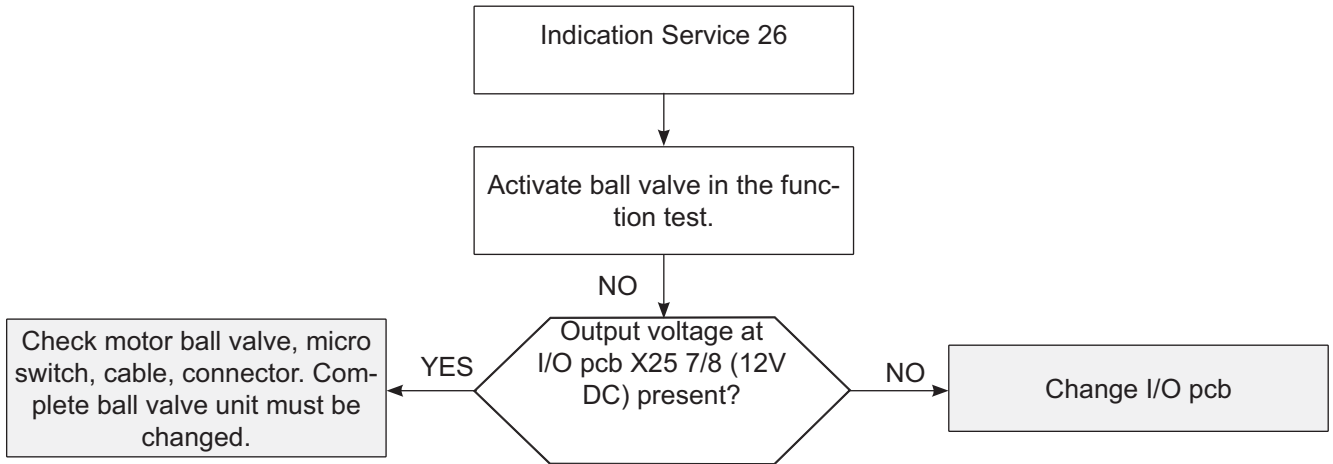 Indication Service 26
Activate ball valve in the func-
tion test.
NO
Output voltage at
I/O pcb X25 7/8 (12V
DC) present?
YES
Check motor ball valve, micro
switch, cable, connector. Com-
plete ball valve unit must be
changed.
NO
Change I/O pcb